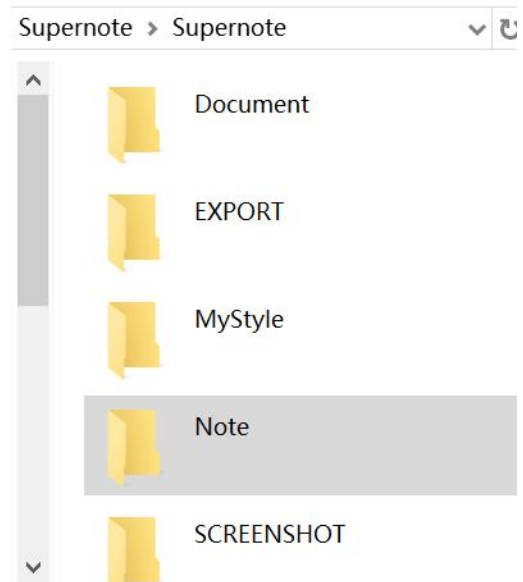 Supernote > Supernote
Document
EXPORT
MyStyle
Note
SCREENSHOT